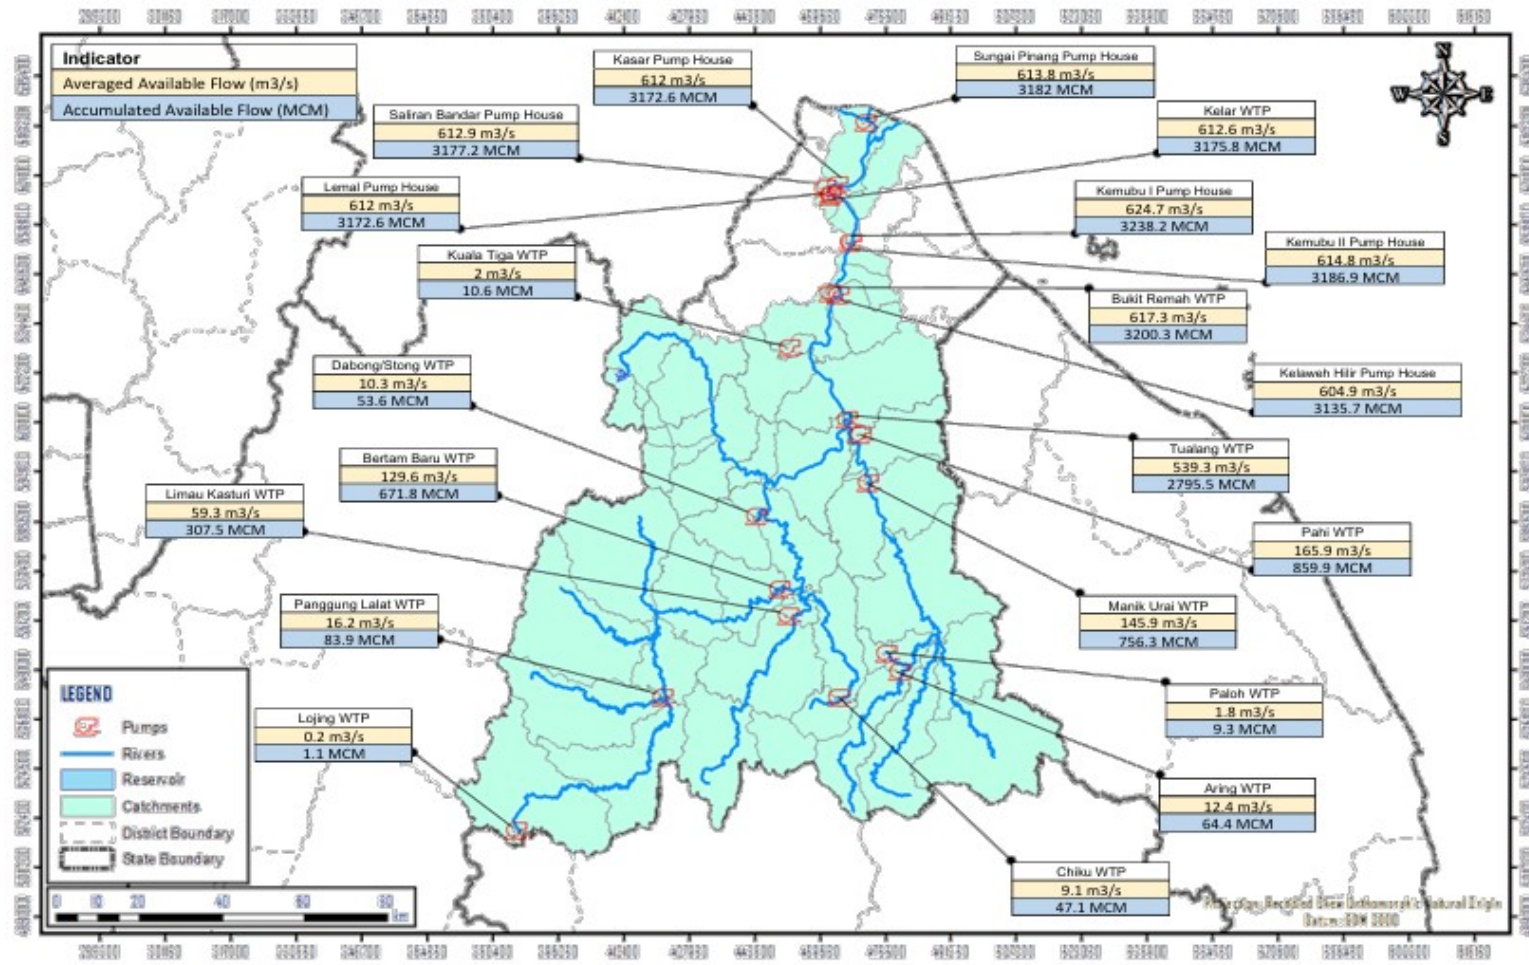 Indicator
Averaged Available Flow (m3/s)
Accumulated Available Flow (MCM)
Kasar Pump House
612 m3/s
3172.6 MCM
Sungai Pinang Pump House
613.8 m3/s
3182 MCM
Saliran Bandar Pump House
612.9 m3/s
3177.2 MCM
Kelar WTP
612.6 m3/s
3175.8 MCM
Lemal Pump House
612 m3/s
3172.6 MCM
Kemubu I Pump House
624.7 m3/s
3238.2 MCM
Kuala Tiga WTP
2 m3/s
10.6 MCM
Kemubu II Pump House
614.8 m3/s
3186.9 MCM
Bukit Remah WTP
617.3 m3/s
3200.3 MCM
Dabong/Stong WTP
10.3 m3/s
53.6 MCM
Kelaweh Hilir Pump House
604.9 m3/s
3135.7 MCM
Bertam Baru WTP
129.6 m3/s
671.8 MCM
Tualang WTP
539.3 m3/s
2795.5 MCM
Limau Kasturi WTP
59.3 m3/s
307.5 MCM
Pahi WTP
165.9 m3/s
859.9 MCM
Panggung Lalat WTP
16.2 m3/s
83.9 MCM
Manik Urai WTP
145.9 m3/s
756.3 MCM
Lojing WTP
0.2 m3/s
1.1 MCM
Paloh WTP
1.8 m3/s
9.3 MCM
Aring WTP
12.4 m3/s
64.4 MCM
Chiku WTP
9.1 m3/s
47.1 MCM
N
W E
S
LEGEND
Pumps
Rivers
Reservoir
Catchments
District Boundary
State Boundary
0 10 20 40 60 80
km